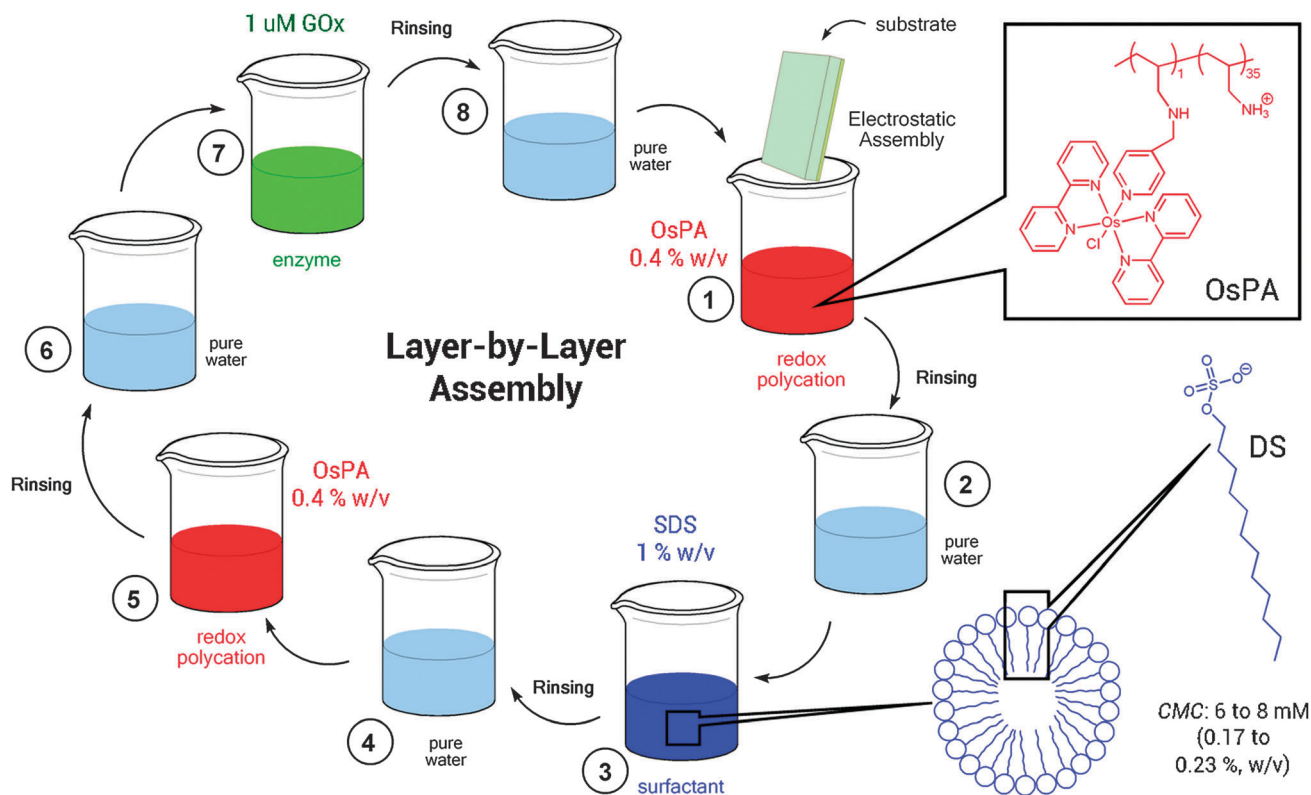 1 uM GOx
Rinsing
substrate
8
7
Electrostatic
Assembly
pure
water
enzyme
OsPA
0.4 % w/v
1
redox
polycation
Rinsing
( )1 ( )35
NH
NH3 ⊕
N
N
N
N
N
Os
Cl
OsPA
6
pure
water
Layer-by-Layer
Assembly
Rinsing
OsPA
0.4 % w/v
5
redox
polycation
2
pure
water
SDS
1 % w/v
Rinsing
4
pure
water
3
surfactant
O
S
O
O
O ⊖
DS
CMC: 6 to 8 mM
(0.17 to
0.23 %, w/v)